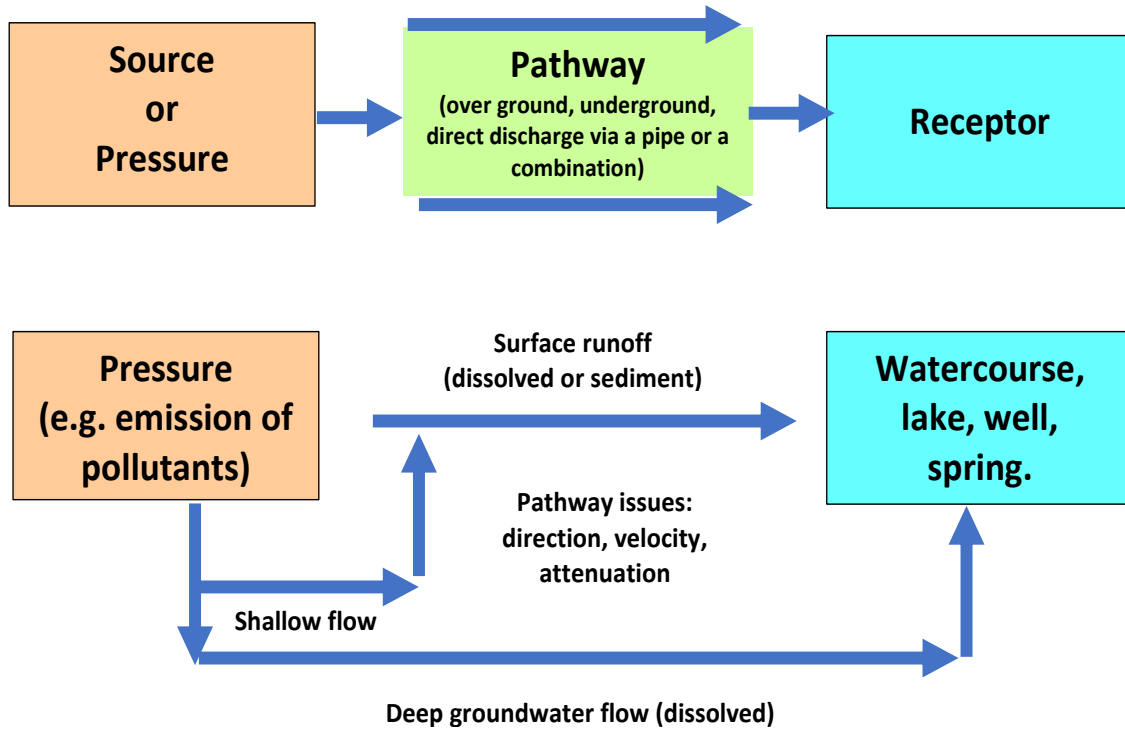 Source
or
Pressure
Pathway
(over ground, underground,
direct discharge via a pipe or a
combination)
Receptor
Pressure
(e.g. emission of
pollutants)
Surface runoff
(dissolved or sediment)
Watercourse,
lake, well,
spring.
Pathway issues:
direction, velocity,
attenuation
Shallow flow
Deep groundwater flow (dissolved)